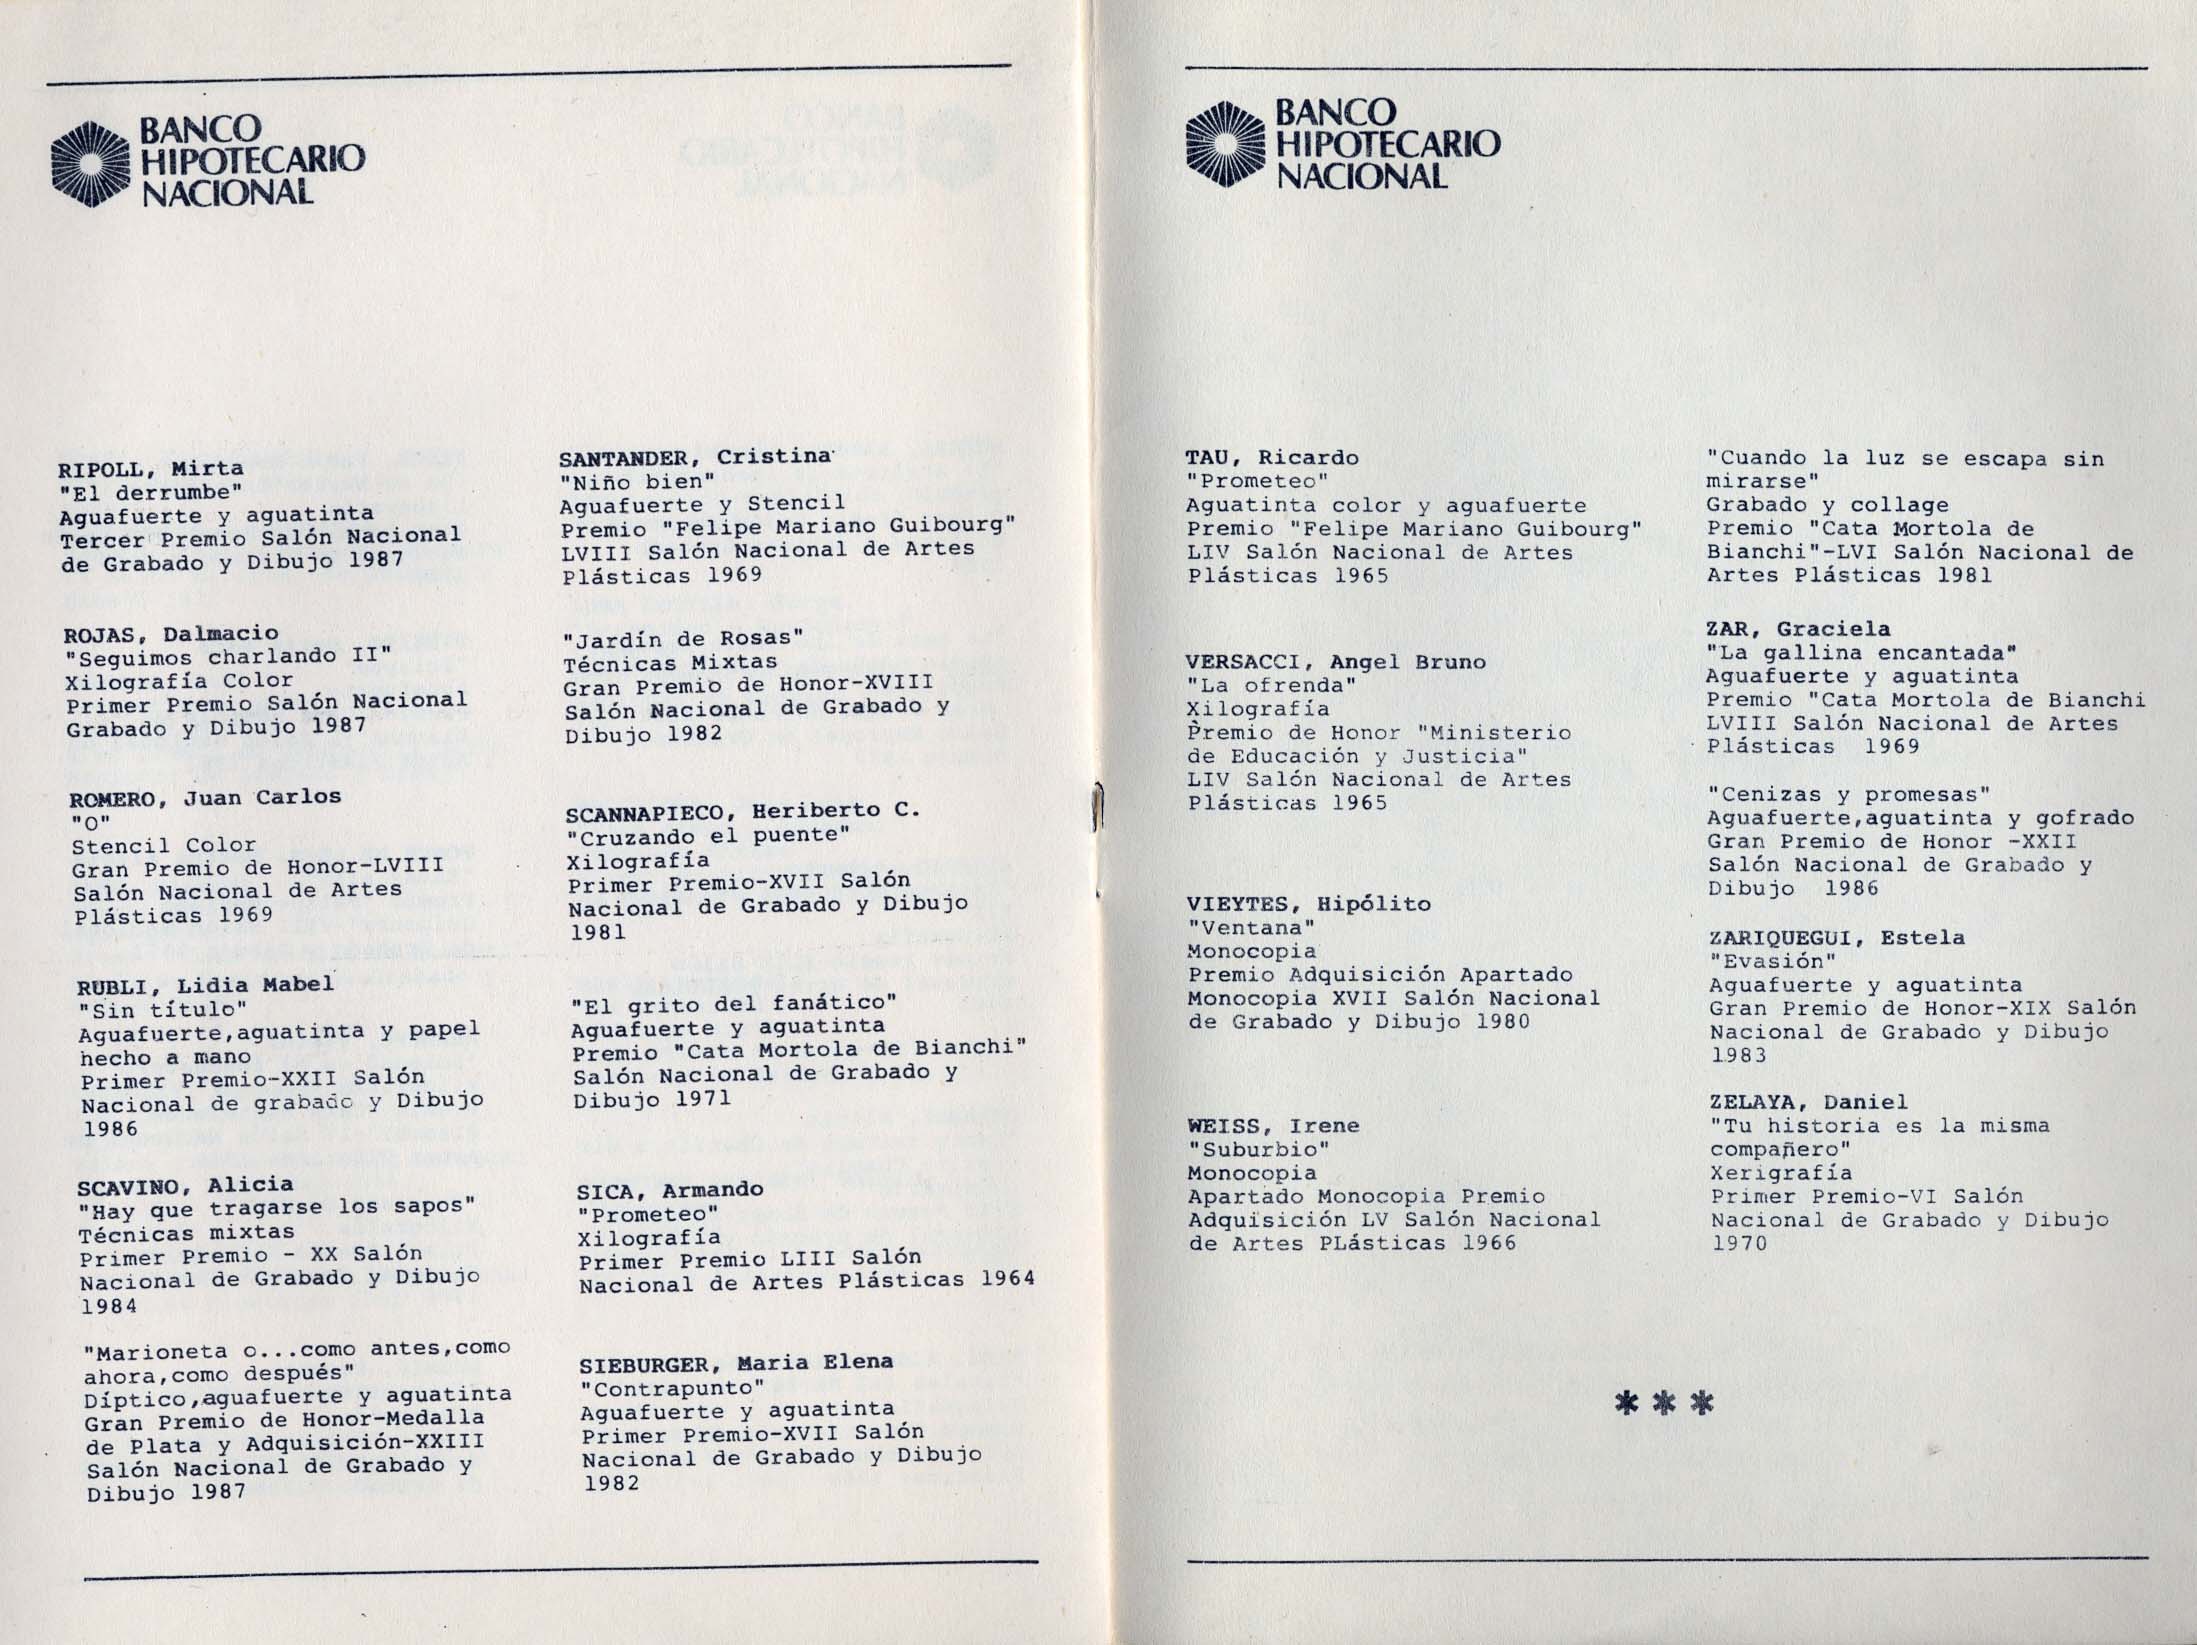 BANCO
HIPOTECARIO
NACIONAL
RIPOLL, Mirta
"El derrumbe"
Aguafuerte y aguatinta
Tercer Premio Salón Nacional
de Grabado y Dibujo 1987
ROJAS, Dalmacio
"Seguimos charlando II"
Xilografía Color
Primer Premio Salón Nacional
Grabado y Dibujo 1987
ROMERO, Juan Carlos
"O"
Stencil Color
Gran Premio de Honor-LVIII
Salón Nacional de Artes
Plásticas 1969
RUBLI, Lidia Mabel
"Sin título"
Aguafuerte,aguatinta y papel
hecho a mano
Primer Premio-XXII Salón
Nacional de grabado y Dibujo
1986
SCAVINO, Alicia
"Hay que tragarse los sapos"
Técnicas mixtas
Primer Premio - XX Salón
Nacional de Grabado y Dibujo
1984
"Marioneta o...como antes,como
ahora,como después"
Díptico,aguafuerte y aguatinta
Gran Premio de Honor-Medalla
de Plata y Adquisición-XXIII
Salón Nacional de Grabado y
Dibujo 1987
SANTANDER, Cristina
"Niño bien"
Aguafuerte y Stencil
Premio "Felipe Mariano Guibourg"
LVIII Salón Nacional de Artes
Plásticas 1969
"Jardín de Rosas"
Técnicas Mixtas
Gran Premio de Honor-XVIII
Salón Nacional de Grabado y
Dibujo 1982
SCANNAPIECO, Heriberto C.
"Cruzando el puente"
Xilografía
Primer Premio-XVII Salón
Nacional de Grabado y Dibujo
1981
"El grito del fanático"
Aguafuerte y aguatinta
Premio "Cata Mortola de Bianchi"
Salón Nacional de Grabado y
Dibujo 1971
SICA, Armando
"Prometeo"
Xilografía
Primer Premio LIII Salón
Nacional de Artes Plásticas 1964
SIEBURGER, Maria Elena
"Contrapunto"
Aguafuerte y aguatinta
Primer Premio-XVII Salón
Nacional de Grabado y Dibujo
1982
BANCO
HIPOTECARIO
NACIONAL
TAU, Ricardo
"Prometeo"
Aguatinta color y aguafuerte
Premio "Felipe Mariano Guibourg"
LIV Salón Nacional de Artes
Plásticas 1965
VERSACCI, Angel Bruno
"La ofrenda"
Xilografía
Premio de Honor "Ministerio
de Educación y Justicia"
LIV Salón Nacional de Artes
Plásticas 1965
VIEYTES, Hipólito
"Ventana"
Monocopia
Premio Adquisición Apartado
Monocopia XVII Salón Nacional
de Grabado y Dibujo 1980
WEISS, Irene
"Suburbio"
Monocopia
Apartado Monocopia Premio
Adquisición LV Salón Nacional
de Artes PLásticas 1966
"Cuando la luz se escapa sin
mirarse"
Grabado y collage
Premio "Cata Mortola de
Bianchi"-LVI Salón Nacional de
Artes Plásticas 1981
ZAR, Graciela
"La gallina encantada"
Aguafuerte y aguatinta
Premio "Cata Mortola de Bianchi
LVIII Salón Nacional de Artes
Plásticas 1969
"Cenizas y promesas"
Aguafuerte,aguatinta y gofrado
Gran Premio de Honor -XXII
Salón Nacional de Grabado y
Dibujo 1986
ZARIQUEGUI, Estela
"Evasión"
Aguafuerte y aguatinta
Gran Premio de Honor-XIX Salón
Nacional de Grabado y Dibujo
1983
ZELAYA, Daniel
"Tu historia es la misma
compañero"
Xerigrafía
Primer Premio-VI Salón
Nacional de Grabado y Dibujo
1970
***